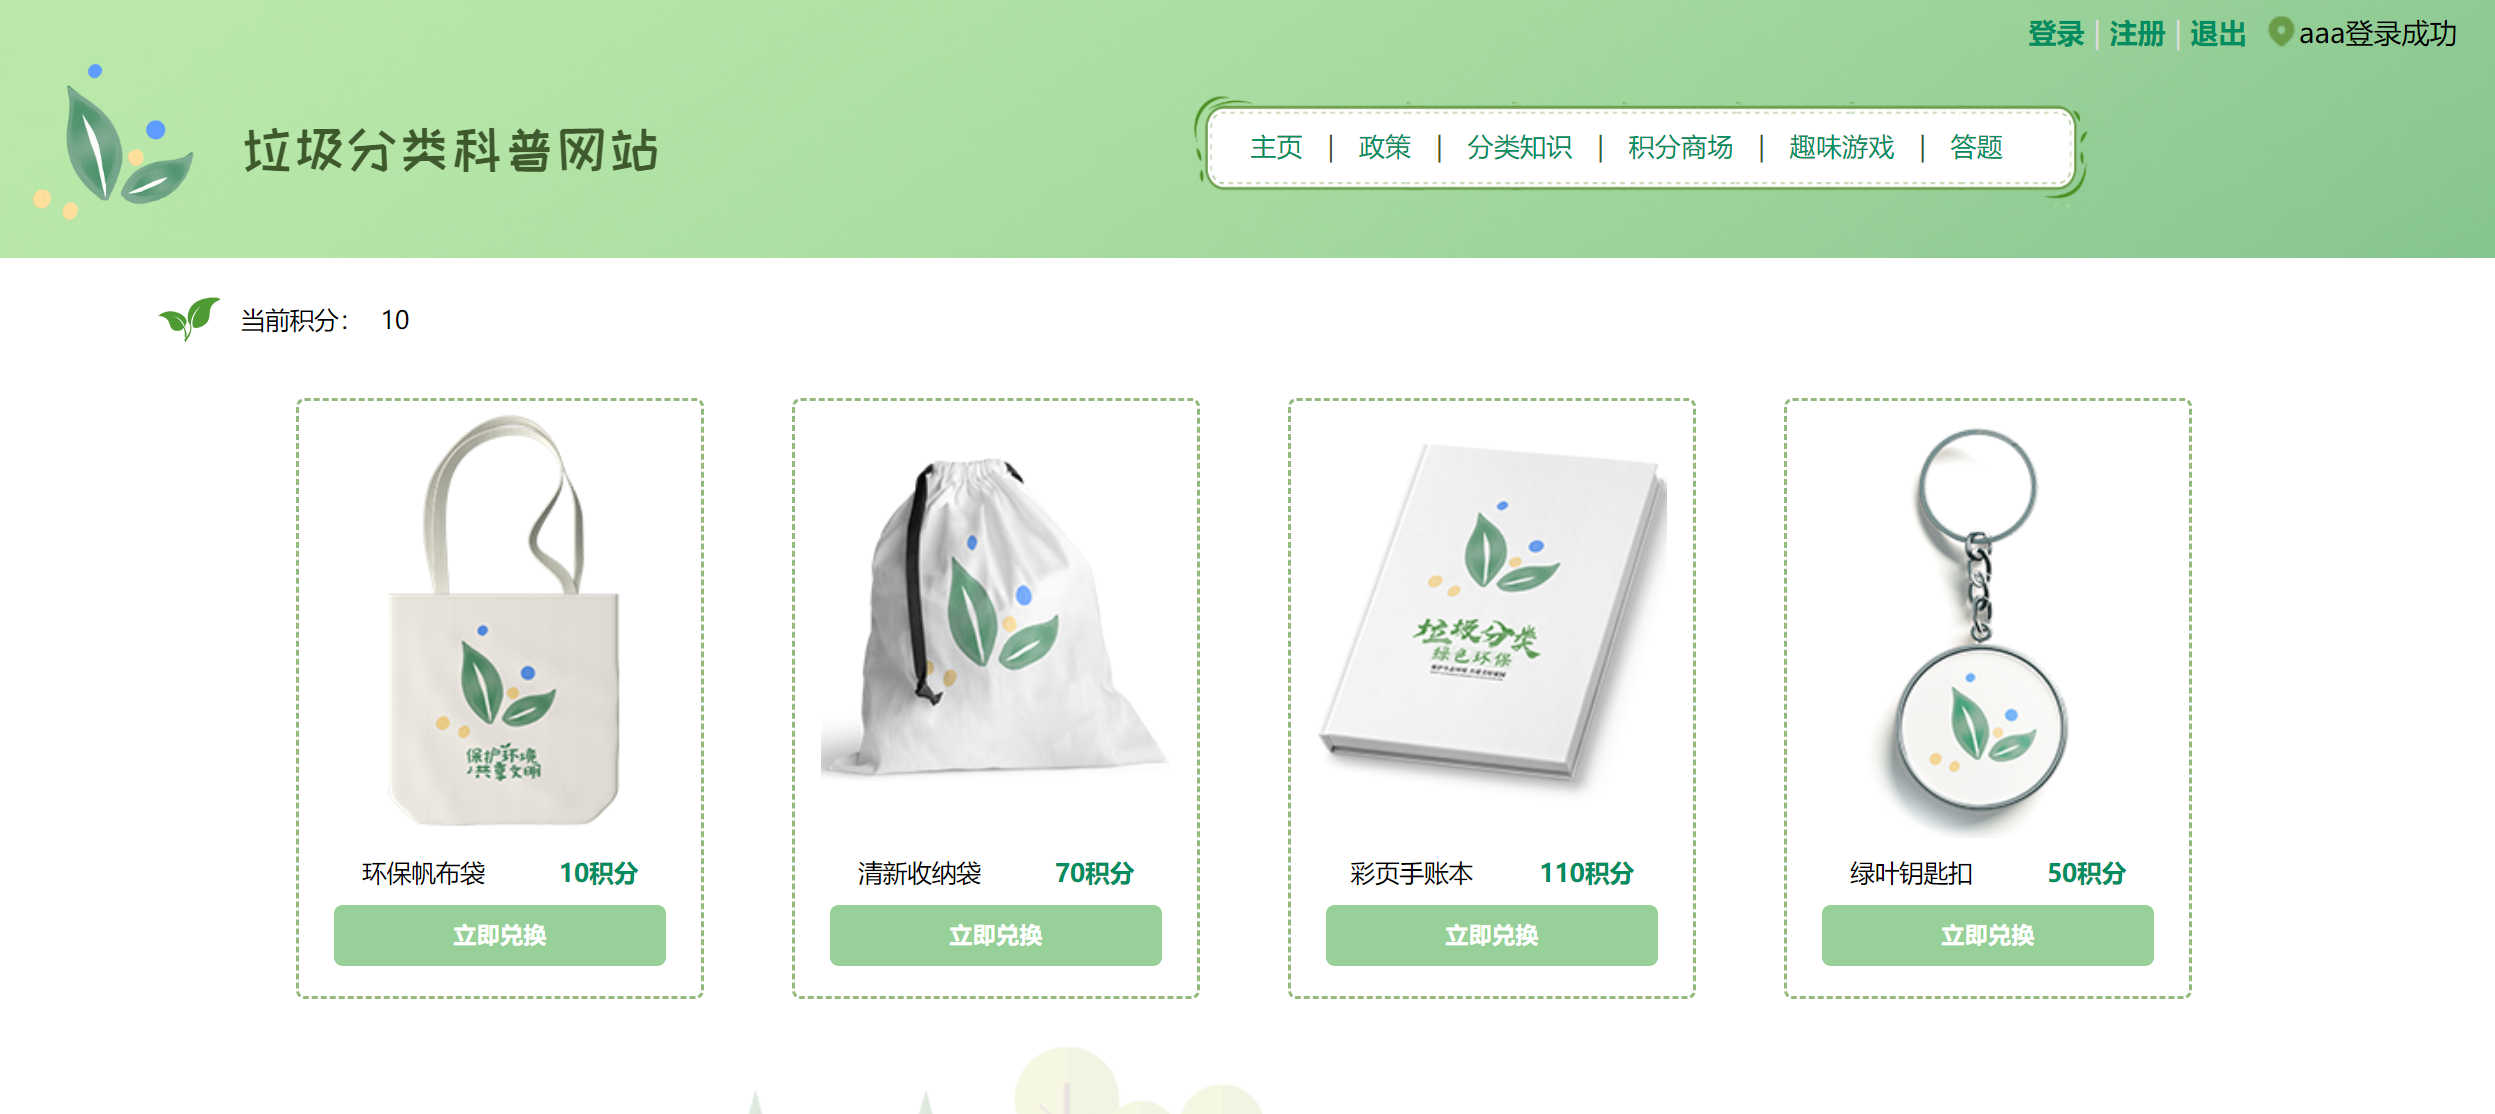 登录 | 注册 | 退出 aaa登录成功
垃圾分类科普网站
主页 | 政策 | 分类知识 | 积分商场 | 趣味游戏 | 答题
当前积分： 10
保护环境
共享文明
垃圾分类
绿色环保
环保帆布袋 10积分
清新收纳袋 70积分
彩页手账本 110积分
绿叶钥匙扣 50积分
立即兑换
立即兑换
立即兑换
立即兑换